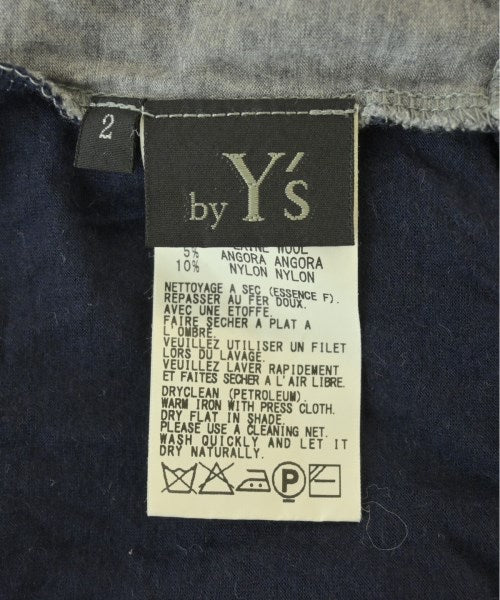 2
by Y's
LAINE WOOL
5% ANGORA ANGORA
10% NYLON NYLON
NETTOYAGE A SEC (ESSENCE F).
REPASSER AU FER DOUX.
AVEC UNE ETOFFE.
FAIRE SECHER A PLAT A
L'OMBRE.
VEUILLEZ UTILISER UN FILET
LORS DU LAVAGE.
VEUILLEZ LAVER RAPIDEMENT
ET FAITES SECHER A L'AIR LIBRE.
DRYCLEAN (PETROLEUM).
WARM IRON WITH PRESS CLOTH.
DRY FLAT IN SHADE.
PLEASE USE A CLEANING NET.
WASH QUICKLY AND LET IT
DRY NATURALLY.
P